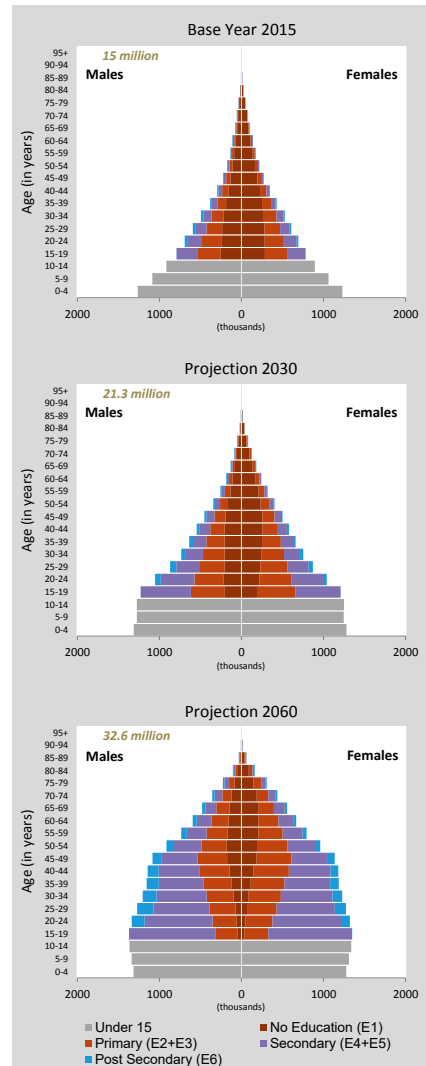 Base Year 2015
15 million
Males
Females
Age (in years)
95+
90-94
85-89
80-84
75-79
70-74
65-69
60-64
55-59
50-54
45-49
40-44
35-39
30-34
25-29
20-24
15-19
10-14
5-9
0-4
2000 1000 0 1000 2000
(thousands)
Projection 2030
21.3 million
Males
Females
Age (in years)
95+
90-94
85-89
80-84
75-79
70-74
65-69
60-64
55-59
50-54
45-49
40-44
35-39
30-34
25-29
20-24
15-19
10-14
5-9
0-4
2000 1000 0 1000 2000
(thousands)
Projection 2060
32.6 million
Males
Females
Age (in years)
95+
90-94
85-89
80-84
75-79
70-74
65-69
60-64
55-59
50-54
45-49
40-44
35-39
30-34
25-29
20-24
15-19
10-14
5-9
0-4
2000 1000 0 1000 2000
(thousands)
Under 15 No Education (E1)
Primary (E2+E3) Secondary (E4+E5)
Post Secondary (E6)